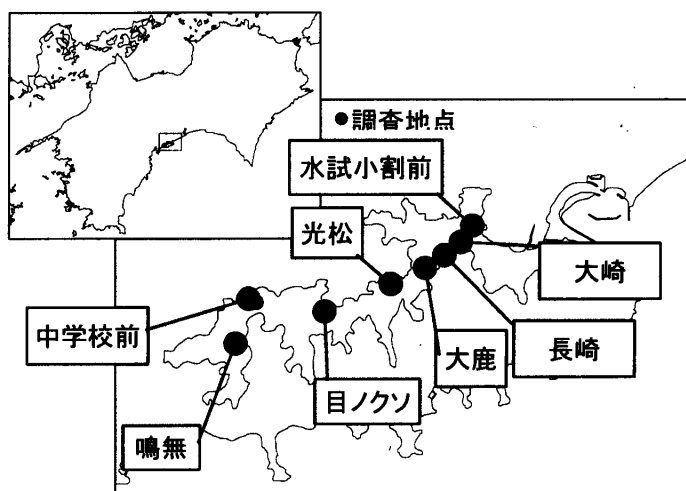 ●調査地点
水試小割前
光松
大崎
中学校前
長崎
大鹿
目ノクソ
鳴無